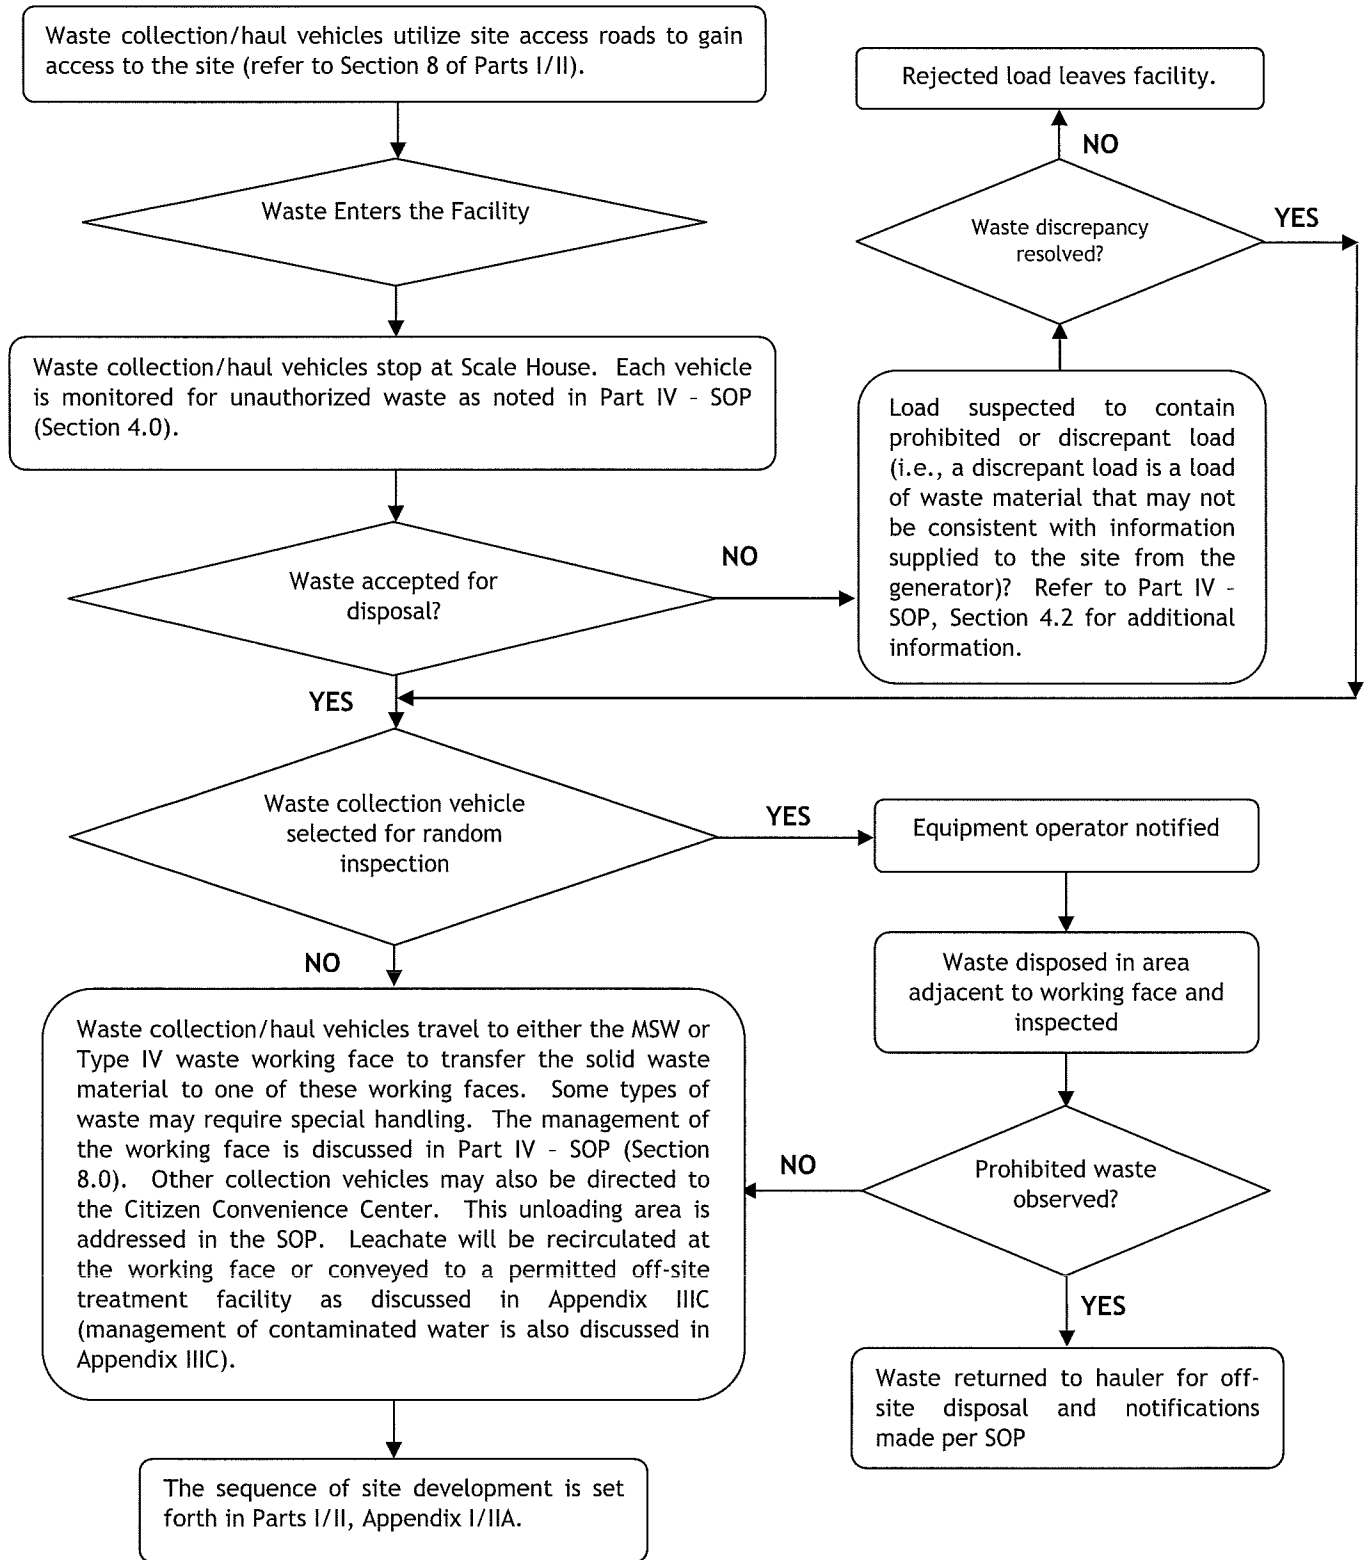 Waste collection/haul vehicles utilize site access roads to gain
access to the site (refer to Section 8 of Parts I/II).
Rejected load leaves facility.
NO
Waste Enters the Facility
Waste discrepancy
resolved?
YES
Waste collection/haul vehicles stop at Scale House. Each vehicle
is monitored for unauthorized waste as noted in Part IV - SOP
(Section 4.0).
Load suspected to contain
prohibited or discrepant load
(i.e., a discrepant load is a load
of waste material that may not
be consistent with information
supplied to the site from the
generator)? Refer to Part IV -
SOP, Section 4.2 for additional
information.
Waste accepted for
disposal?
NO
YES
Waste collection vehicle
selected for random
inspection
YES
Equipment operator notified
NO
Waste disposed in area
adjacent to working face and
inspected
Waste collection/haul vehicles travel to either the MSW or
Type IV waste working face to transfer the solid waste
material to one of these working faces. Some types of
waste may require special handling. The management of
the working face is discussed in Part IV - SOP (Section
8.0). Other collection vehicles may also be directed to
the Citizen Convenience Center. This unloading area is
addressed in the SOP. Leachate will be recirculated at
the working face or conveyed to a permitted off-site
treatment facility as discussed in Appendix IIIC
(management of contaminated water is also discussed in
Appendix IIIC).
NO
Prohibited waste
observed?
YES
Waste returned to hauler for off-
site disposal and notifications
made per SOP
The sequence of site development is set
forth in Parts I/II, Appendix I/IIA.